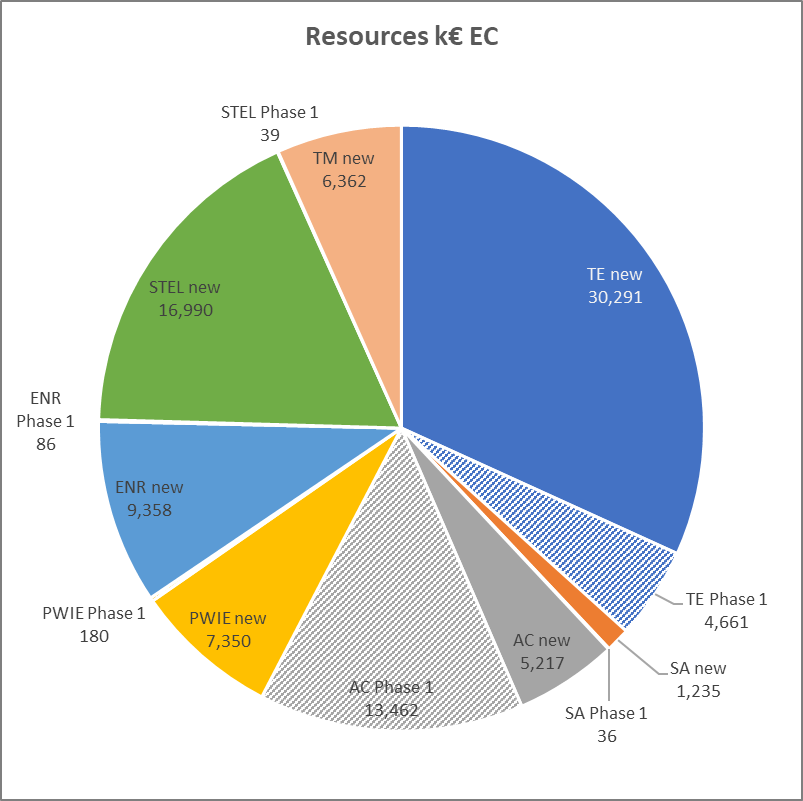 Resources k€ EC
STEL Phase 1
39
TM new
6,362
TE new
30,291
STEL new
16,990
ENR
Phase 1
86
ENR new
9,358
PWIE Phase 1
180
PWIE new
7,350
AC Phase 1
13,462
AC new
5,217
SA Phase 1
36
SA new
1,235
TE Phase 1
4,661